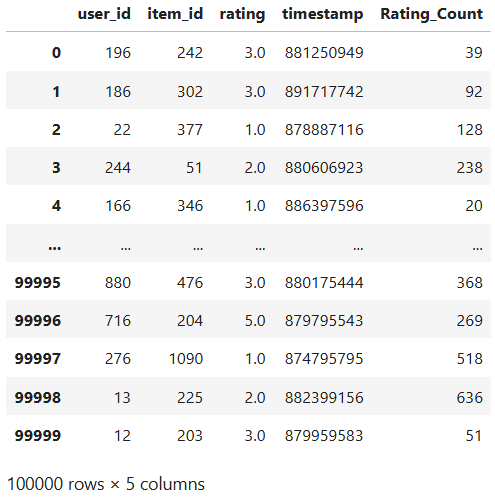 user_id item_id rating timestamp Rating_Count
0 196 242 3.0 881250949 39
1 186 302 3.0 891717742 92
2 22 377 1.0 878887116 128
3 244 51 2.0 880606923 238
4 166 346 1.0 886397596 20
... ... ... ... ... ...
99995 880 476 3.0 880175444 368
99996 716 204 5.0 879795543 269
99997 276 1090 1.0 874795795 518
99998 13 225 2.0 882399156 636
99999 12 203 3.0 879959583 51
100000 rows × 5 columns